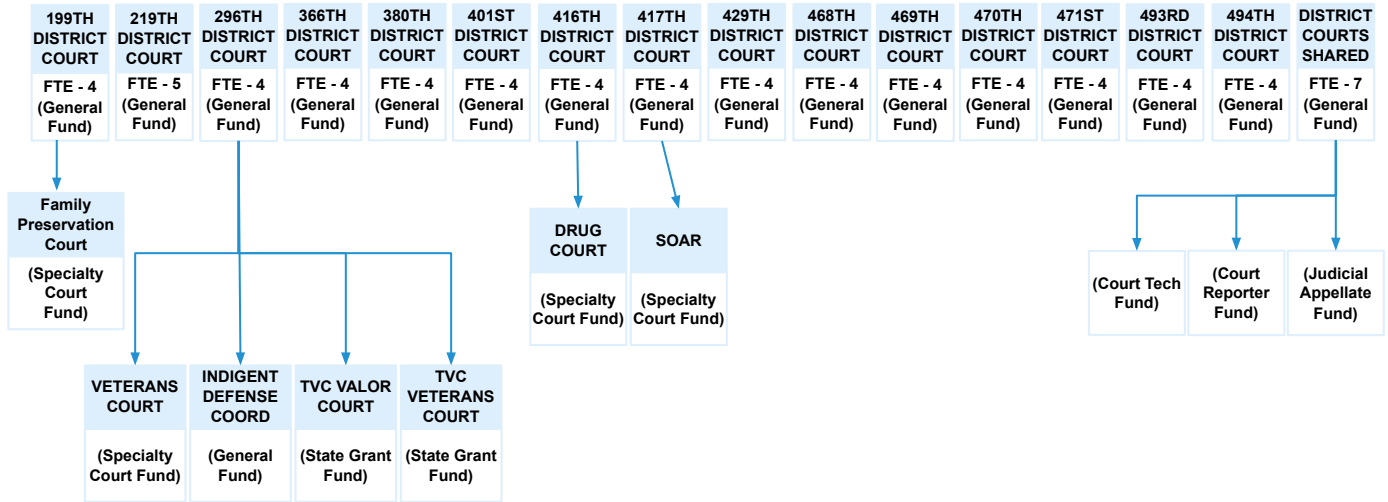 199TH
DISTRICT
COURT
FTE - 4
(General
Fund)
219TH
DISTRICT
COURT
FTE - 5
(General
Fund)
296TH
DISTRICT
COURT
FTE - 4
(General
Fund)
366TH
DISTRICT
COURT
FTE - 4
(General
Fund)
380TH
DISTRICT
COURT
FTE - 4
(General
Fund)
401ST
DISTRICT
COURT
FTE - 4
(General
Fund)
416TH
DISTRICT
COURT
FTE - 4
(General
Fund)
417TH
DISTRICT
COURT
FTE - 4
(General
Fund)
429TH
DISTRICT
COURT
FTE - 4
(General
Fund)
468TH
DISTRICT
COURT
FTE - 4
(General
Fund)
469TH
DISTRICT
COURT
FTE - 4
(General
Fund)
470TH
DISTRICT
COURT
FTE - 4
(General
Fund)
471ST
DISTRICT
COURT
FTE - 4
(General
Fund)
493RD
DISTRICT
COURT
FTE - 4
(General
Fund)
494TH
DISTRICT
COURT
FTE - 4
(General
Fund)
DISTRICT
COURTS
SHARED
FTE - 7
(General
Fund)
Family
Preservation
Court
(Specialty
Court
Fund)
DRUG
COURT
(Specialty
Court Fund)
SOAR
(Specialty
Court Fund)
(Court Tech
Fund)
(Court
Reporter
Fund)
(Judicial
Appellate
Fund)
VETERANS
COURT
(Specialty
Court Fund)
INDIGENT
DEFENSE
COORD
(General
Fund)
TVC VALOR
COURT
(State Grant
Fund)
TVC
VETERANS
COURT
(State Grant
Fund)